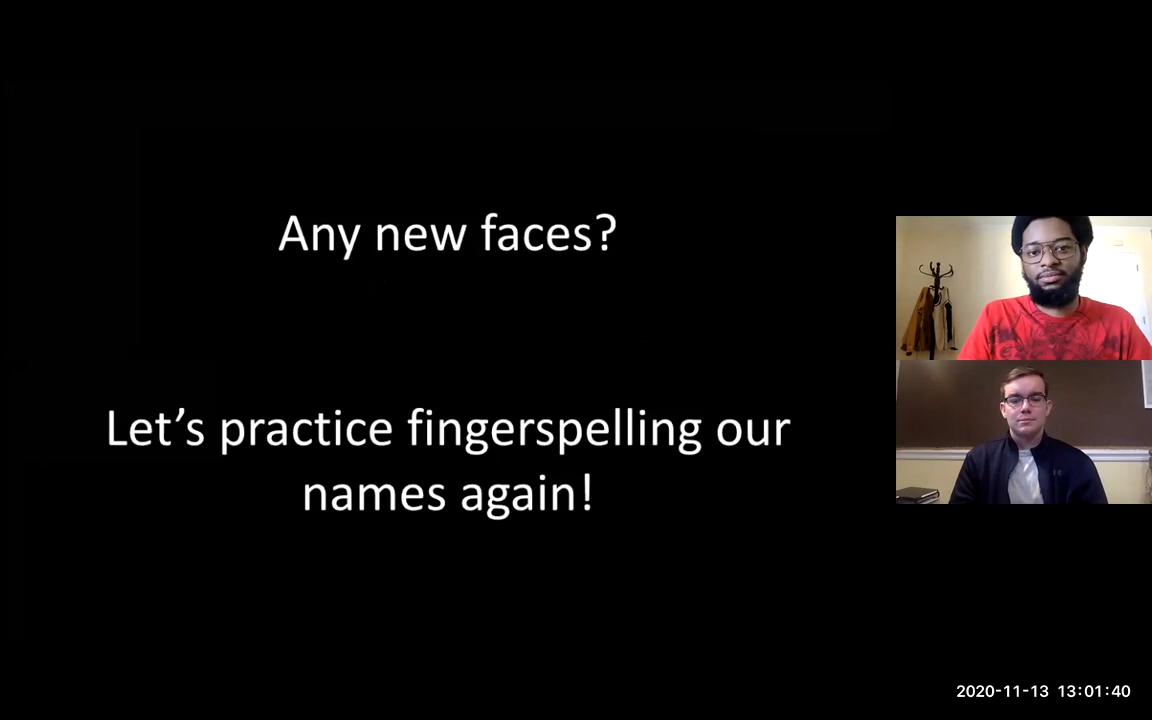 Any new faces?
Let’s practice fingerspelling our
names again!
2020-11-13 13:01:40